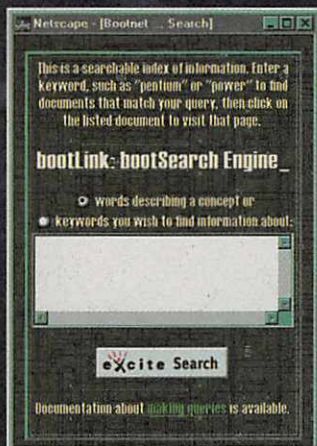 Netscape - [Bootnet ... Search]
This is a searchable index of information. Enter a
keyword, such as "pentium" or "power" to find
documents that match your query, then click on
the listed document to visit that page.
bootLink: bootSearch Engine_
words describing a concept or
keywords you wish to find information about:
excite Search
Documentation about making queries is available.